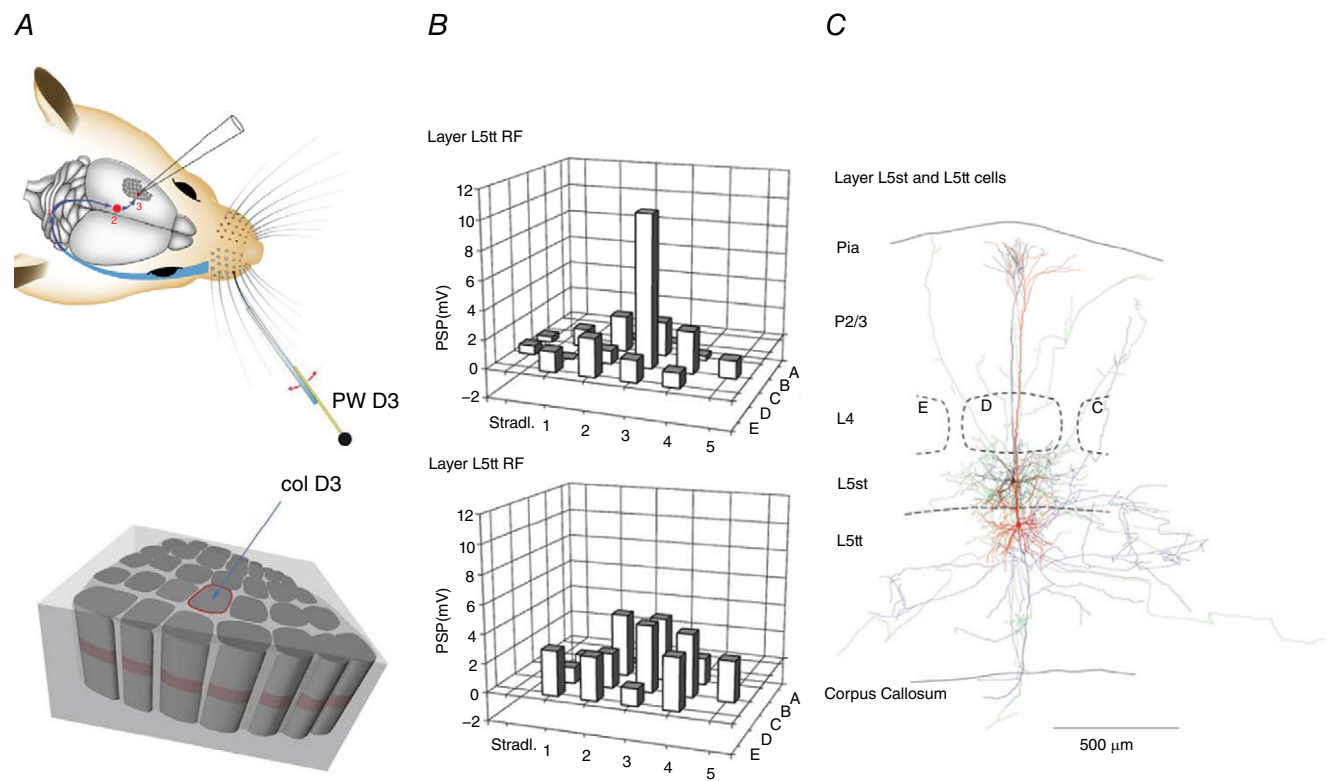 A
2
3
PW D3
col D3
B
Layer L5tt RF
12
10
8
6
4
2
0
−2
PSP(mV)
Stradl. 1 2 3 4 5
A
B
C
D
E
Layer L5tt RF
12
10
8
6
4
2
0
−2
PSP(mV)
Stradl. 1 2 3 4 5
A
B
C
D
E
C
Layer L5st and L5tt cells
Pia
P2/3
L4
E D C
L5st
L5tt
Corpus Callosum
500 μm